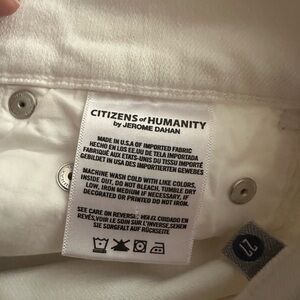 CITIZENS of HUMANITY
by JEROME DAHAN
MADE IN U.S.A OF IMPORTED FABRIC
HECHO EN LOS EE.UU DE TELA IMPORTADA
FABRIQUÉ AUX ETATS-UNIS DU TISSU IMPORTÉ
GEBILDET IN USA DES IMPORTIERTEN GEWEBES
MACHINE WASH COLD WITH LIKE COLORS,
INSIDE OUT. DO NOT BLEACH. TUMBLE DRY
LOW. IRON MEDIUM IF NECESSARY. IF
DECORATED OR PRINTED DO NOT IRON.
SEE CARE ON REVERSE. VEA EL CUIDADO EN
REVÉS. VOIR LE SOIN SUR L'INVERSE. SEHEN
SIE SORGFALT AUF RÜCKSEITE